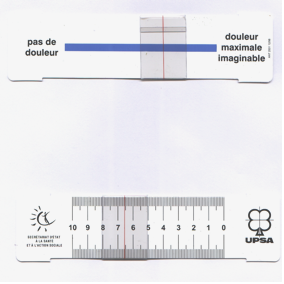 pas de
douleur
douleur
maximale
imaginable
10 9 8 7 6 5 4 3 2 1 0
SECRÉTARIAT D'ÉTAT
À LA SANTÉ
ET À L'ACTION SOCIALE
UPSA